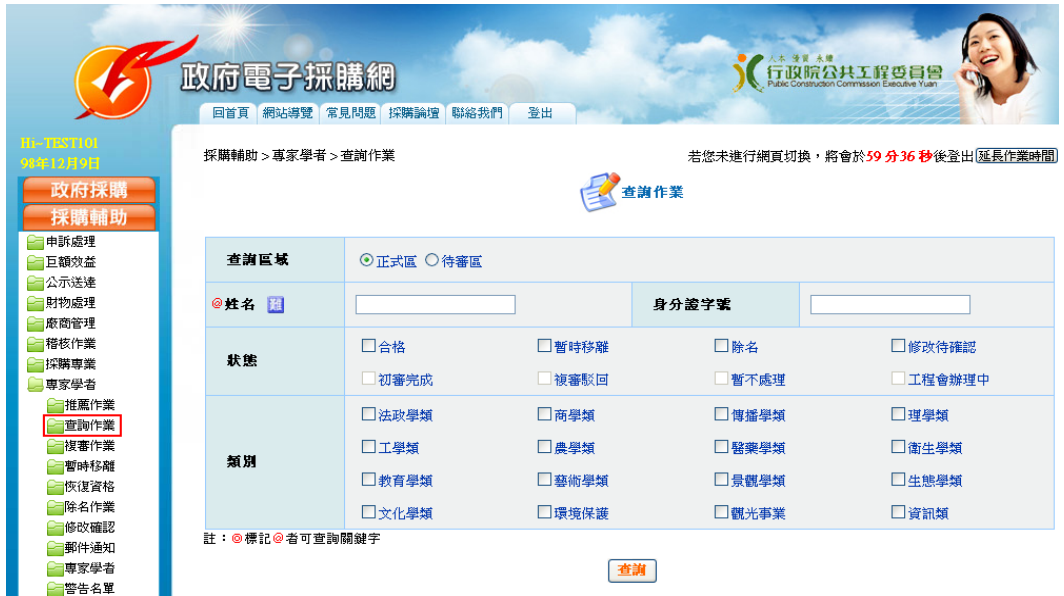 政府電子採購網
人本 優質 永續
行政院公共工程委員會
Public Construction Commission Executive Yuan
回首頁 網站導覽 常見問題 採購論壇 聯絡我們 登出
Hi~TEST101
98年12月9日
採購輔助 > 專家學者 > 查詢作業
若您未進行網頁切換，將會於59 分36 秒後登出 延長作業時間
政府採購
採購輔助
申訴處理
巨額效益
公示送達
財物處理
廠商管理
稽核作業
採購專業
專家學者
推薦作業
查詢作業
複審作業
暫時移離
恢復資格
除名作業
修改確認
郵件通知
專家學者
警告名單
查詢作業
查詢區域 正式區 待審區
@姓名 身分證字號
狀態 合格 暫時移離 除名 修改待確認
初審完成 複審駁回 暫不處理 工程會辦理中
類別 法政學類 商學類 傳播學類 理學類
工學類 農學類 醫藥學類 衛生學類
教育學類 藝術學類 景觀學類 生態學類
文化學類 環境保護 觀光事業 資訊類
註：◎標記@者可查詢關鍵字
查詢